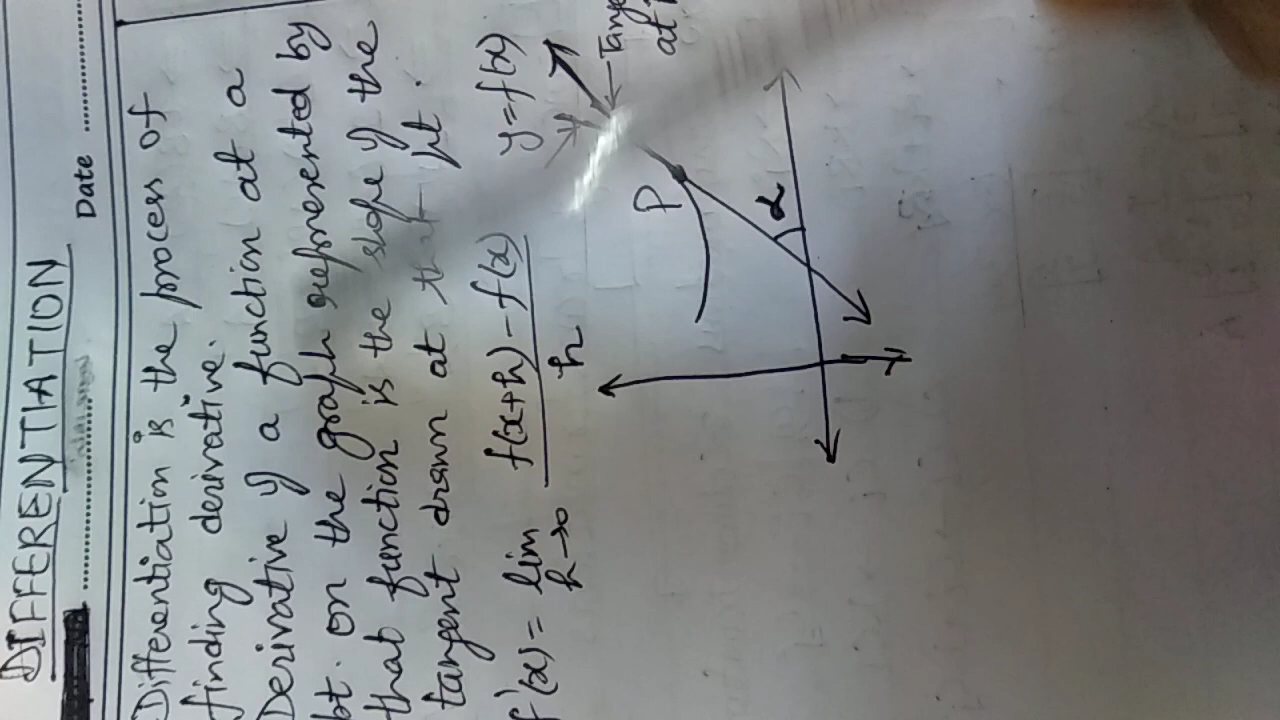 DIFFERENTIATION
Date
Differentiation is the process of
finding derivative.
Derivative of a function at a
pt. on the graph represented by
that function is the slope of the
tangent drawn at that pt.
f'(x) = lim h→0 f(x+h) - f(x) / h
y = f(x)
P
α